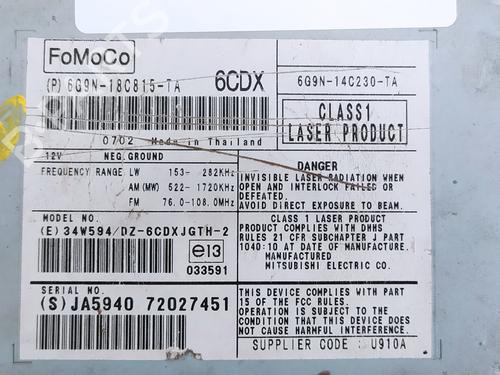 FoMoCo
(P) 6G9N-18C815-TA
6CDX
6G9N-14C230-TA
CLASS1
LASER PRODUCT
0702 Made in Thailand
12V NEG.GROUND
FREQUENCY RANGE LW 153- 282KHz
AM(MW) 522- 1720KHz
FM 76.0-108.0MHz
DANGER
INVISIBLE LASER RADIATION WHEN
OPEN AND INTERLOCK FAILED OR
DEFEATED.
AVOID DIRECT EXPOSURE TO BEAM.
MODEL NO.
(E) 34W594/DZ-6CDXJGTH-2
e13
033591
CLASS 1 LASER PRODUCT
PRODUCT COMPLIES WITH DHHS
RULES 21 CFR SUBCHAPTER J PART
1040:10 AT DATE OF MANUFACTURE.
MANUFACTURED
MITSUBISHI ELECTRIC CO.
SERIAL NO.
(S) JA5940 72027451
THIS DEVICE COMPLIES WITH PART
15 OF THE FCC RULES.
OPERATION IS SUBJECT TO THE
CONDITION THAT THIS DEVICE DOES
NOT CAUSE HARMFUL INTERFERENCE.
SUPPLIER CODE : U910A